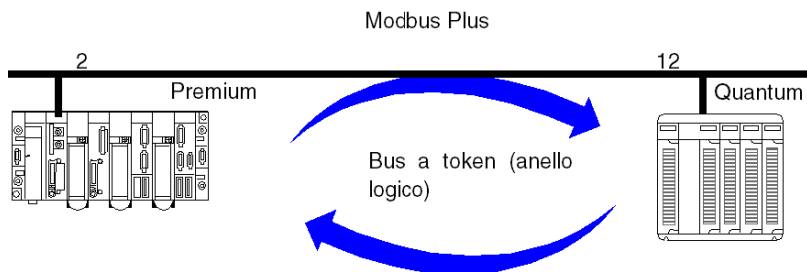 Modbus Plus
2
12
Premium
Quantum
Bus a token (anello
logico)